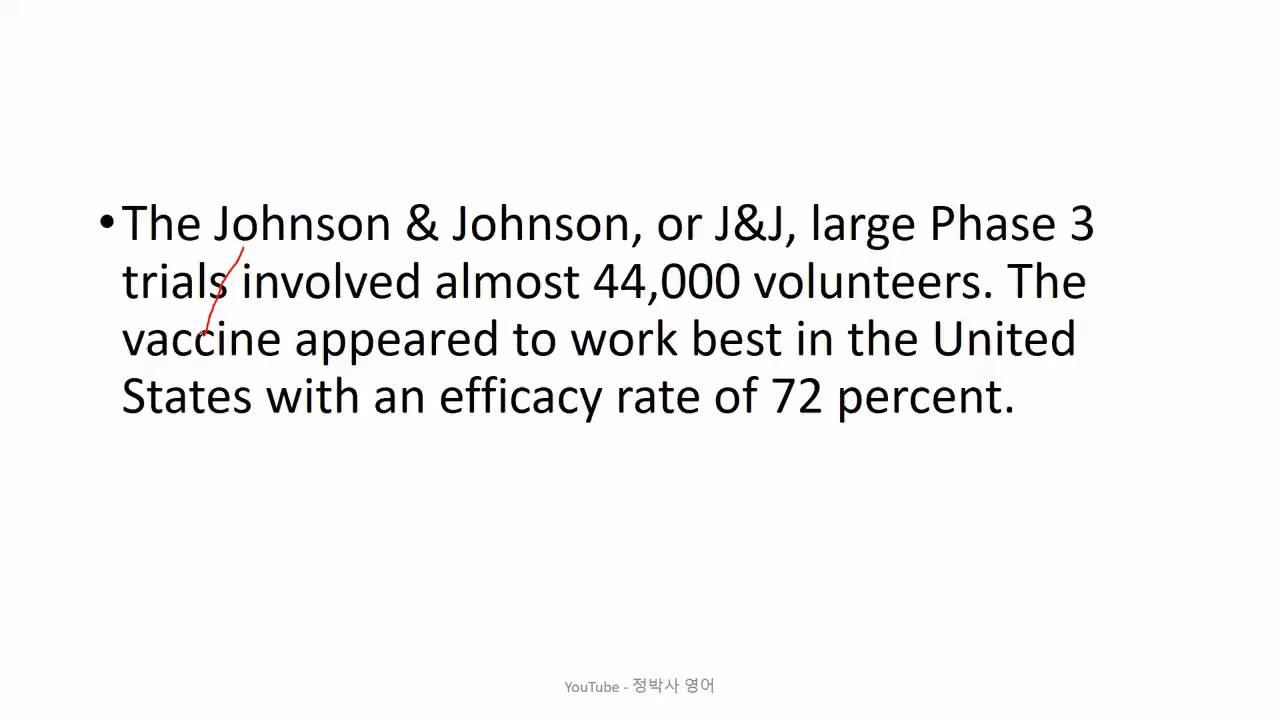 •The Johnson & Johnson, or J&J, large Phase 3
trials involved almost 44,000 volunteers. The
vaccine appeared to work best in the United
States with an efficacy rate of 72 percent.
YouTube - 정박사 영어